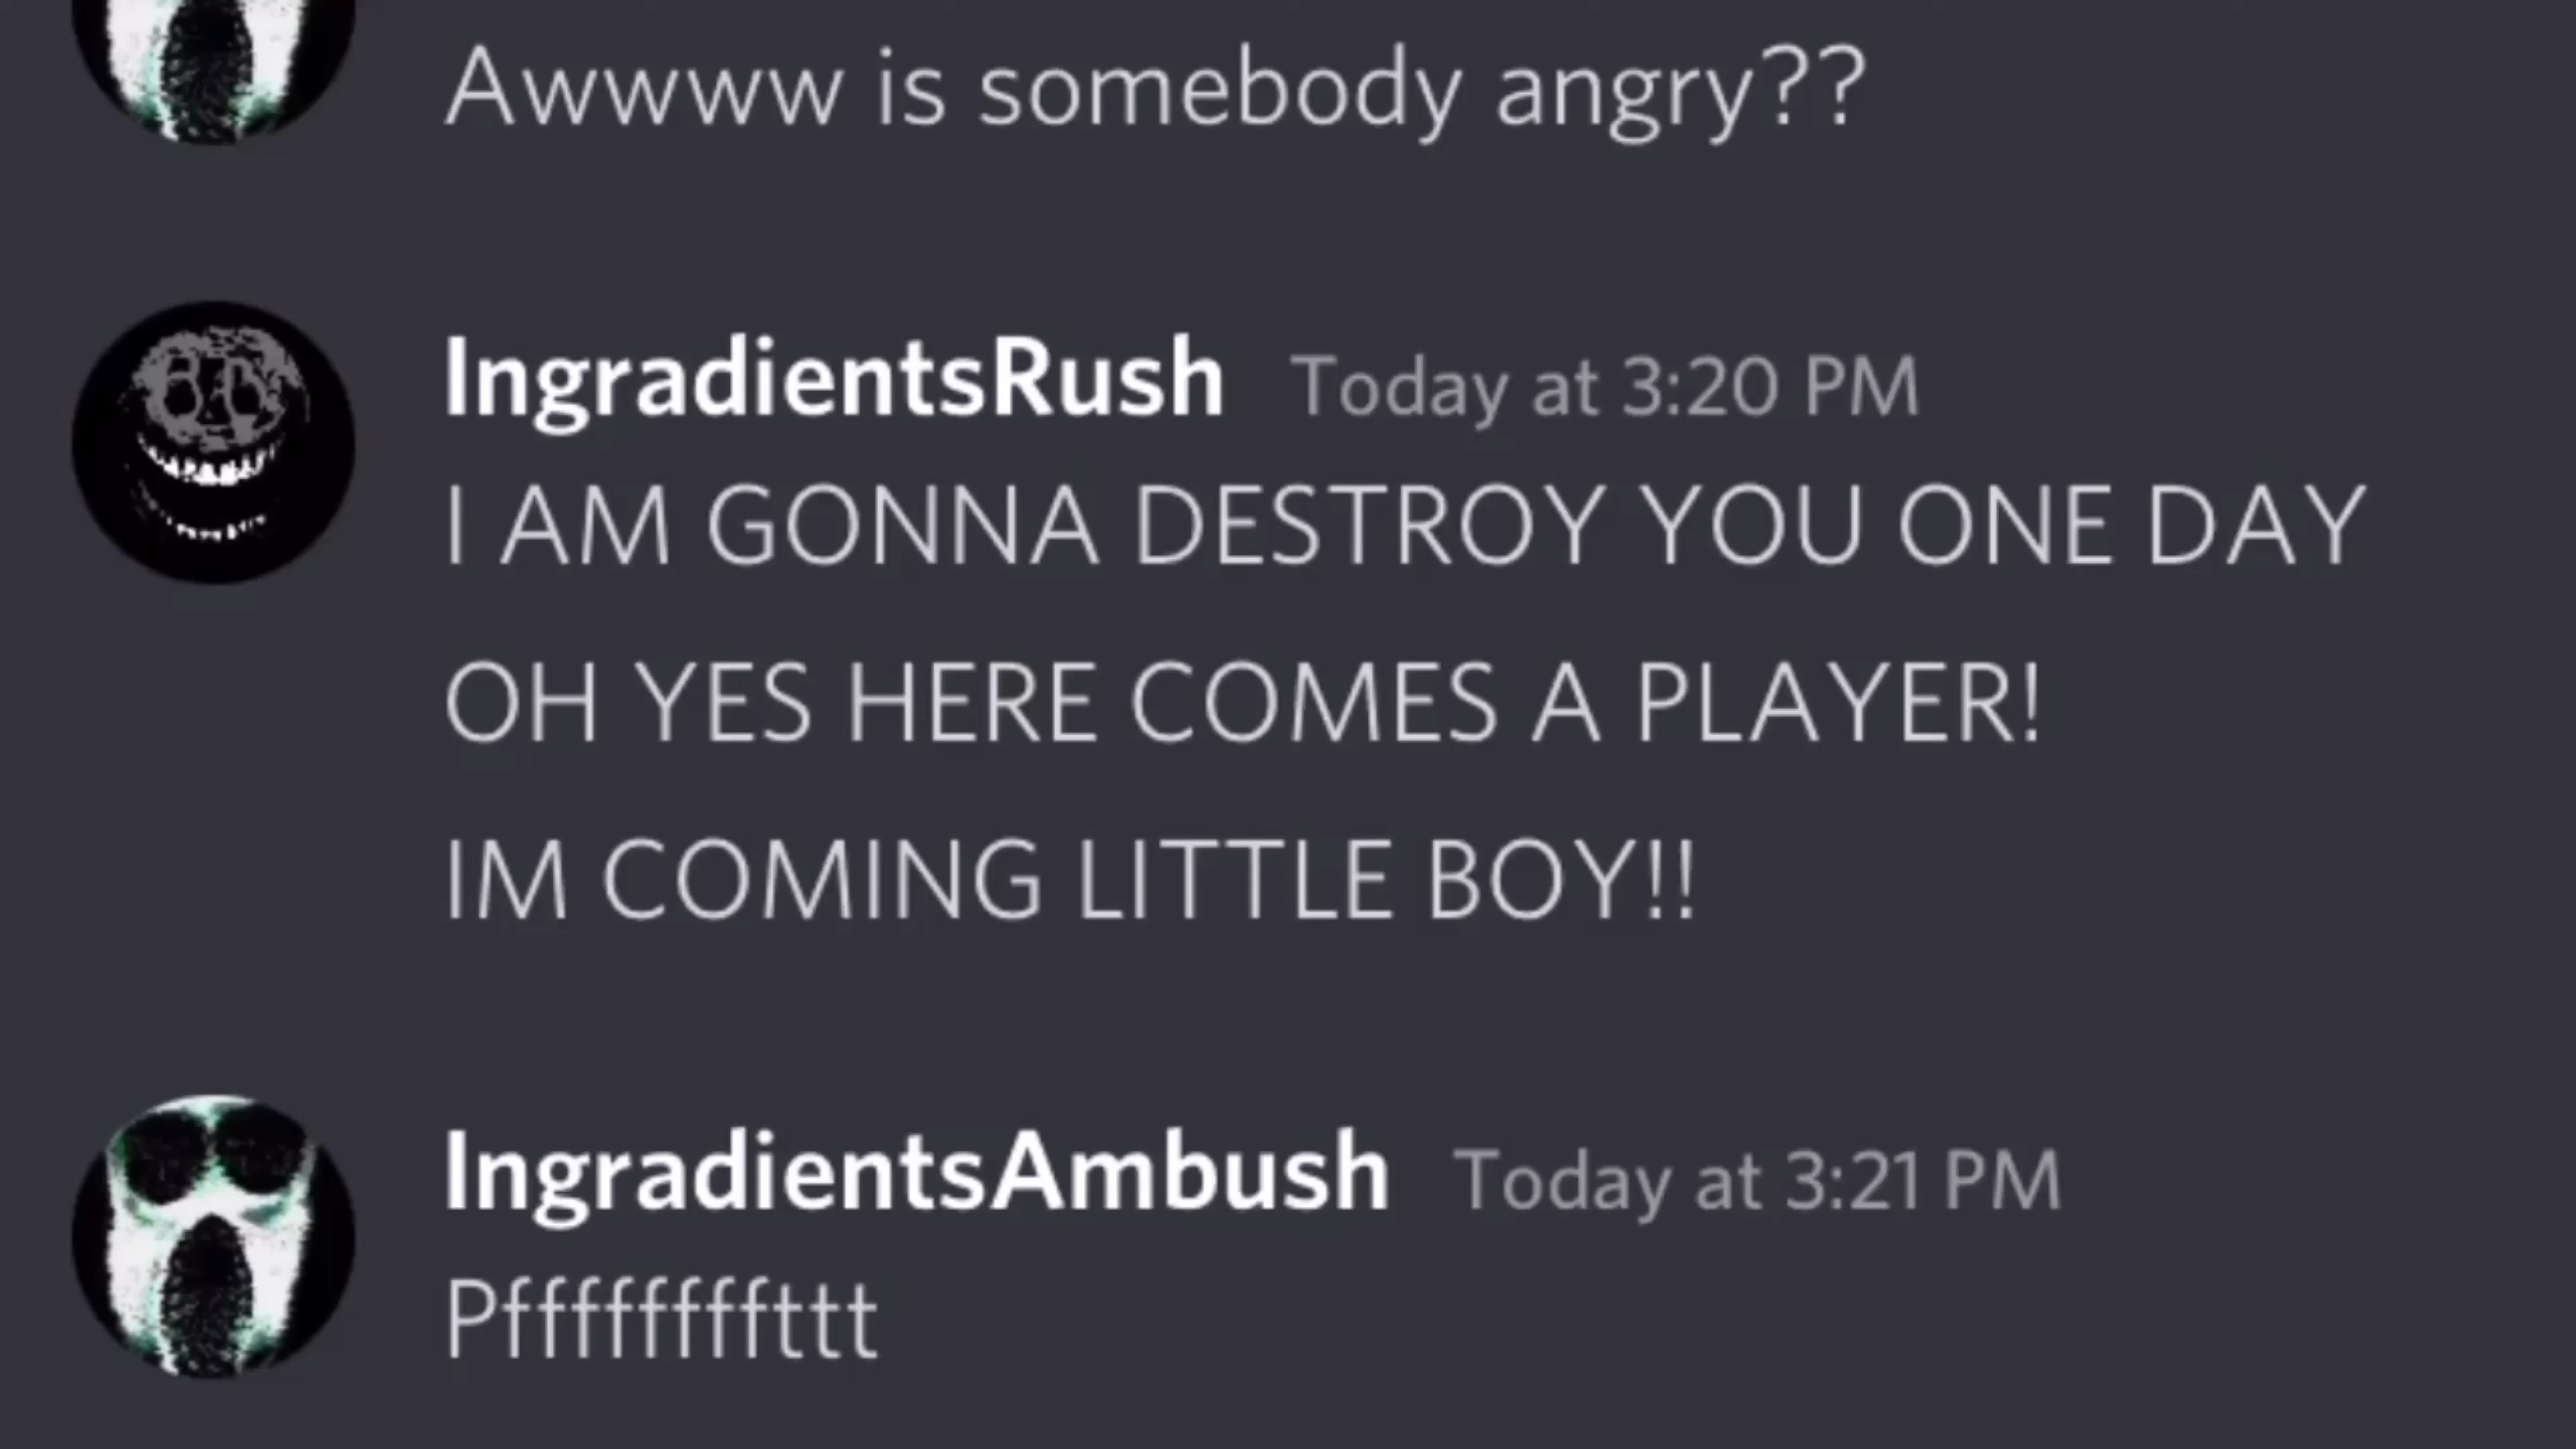 Awwww is somebody angry??
IngradientsRush Today at 3:20 PM
I AM GONNA DESTROY YOU ONE DAY
OH YES HERE COMES A PLAYER!
IM COMING LITTLE BOY!!
IngradientsAmbush Today at 3:21 PM
Pfffffffffttt